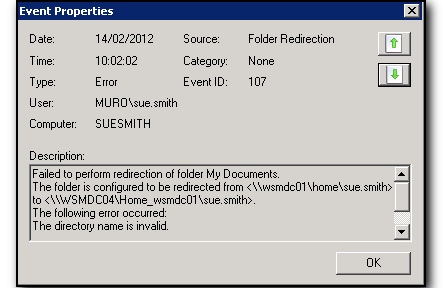 Event Properties
Date: 14/02/2012 Source: Folder Redirection
Time: 10:02:02 Category: None
Type: Error Event ID: 107
User: MURO\sue.smith
Computer: SUESMITH
Description:
Failed to perform redirection of folder My Documents.
The folder is configured to be redirected from <\\wsmdc01\home\sue.smith>
to <\\WSMDC04\Home_wsmdc01\sue.smith>.
The following error occurred:
The directory name is invalid.
OK